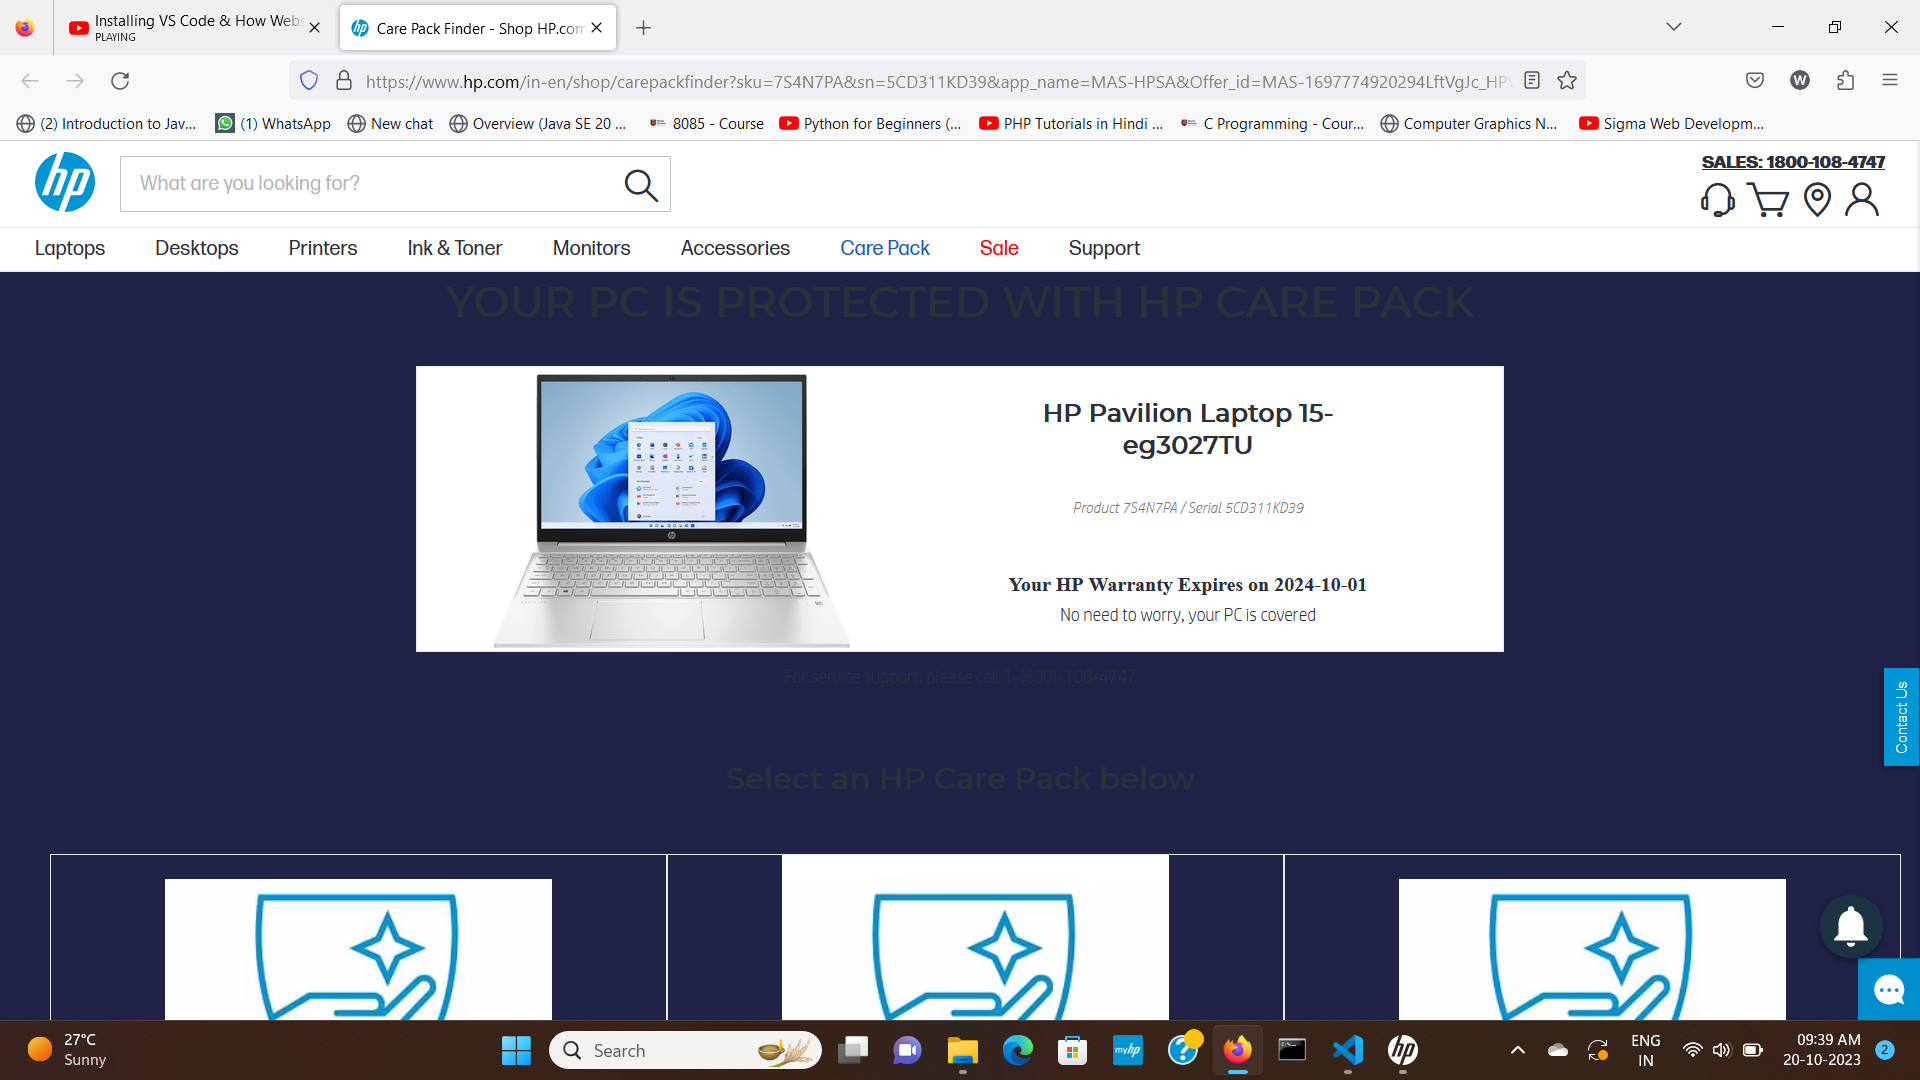 Installing VS Code & How Webs
PLAYING
Care Pack Finder - Shop HP.com
https://www.hp.com/in-en/shop/carepackfinder?sku=7S4N7PA&sn=5CD311KD39&app_name=MAS-HPSA&Offer_id=MAS-1697774920294LftVgJc_HP
W
(2) Introduction to Jav...
(1) WhatsApp
New chat
Overview (Java SE 20 ...
8085 - Course
Python for Beginners (...
PHP Tutorials in Hindi ...
C Programming - Cour...
Computer Graphics N...
Sigma Web Developm...
hp
What are you looking for?
SALES: 1800-108-4747
Laptops
Desktops
Printers
Ink & Toner
Monitors
Accessories
Care Pack
Sale
Support
YOUR PC IS PROTECTED WITH HP CARE PACK
HP Pavilion Laptop 15-
eg3027TU
Product 7S4N7PA / Serial 5CD311KD39
Your HP Warranty Expires on 2024-10-01
No need to worry, your PC is covered
For service support, please call 1-(800)-108-4747
Contact Us
Select an HP Care Pack below
27°C
Sunny
Search
myhp
hp
ENG
IN
09:39 AM
20-10-2023
2